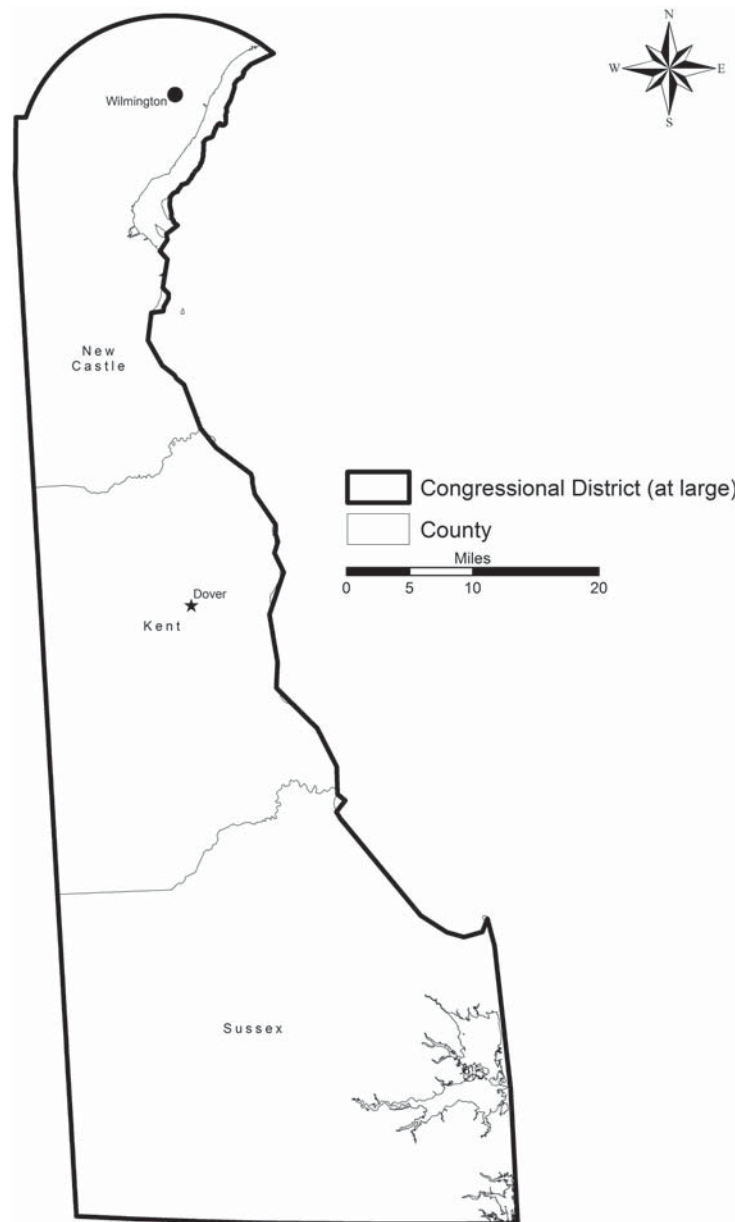 N
W
E
S
Wilmington
New
Castle
Congressional District (at large)
County
Miles
0 5 10 20
Dover
Kent
Sussex